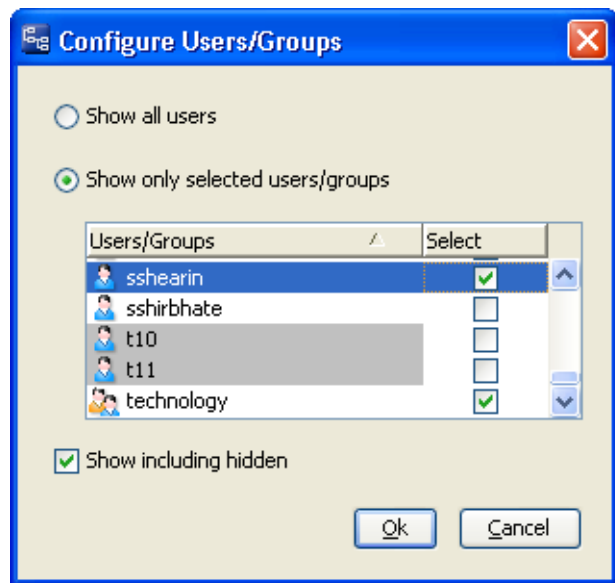 Configure Users/Groups
Show all users
Show only selected users/groups
Users/Groups Select
sshearin
sshirbhate
t10
t11
technology
Show including hidden
Ok Cancel